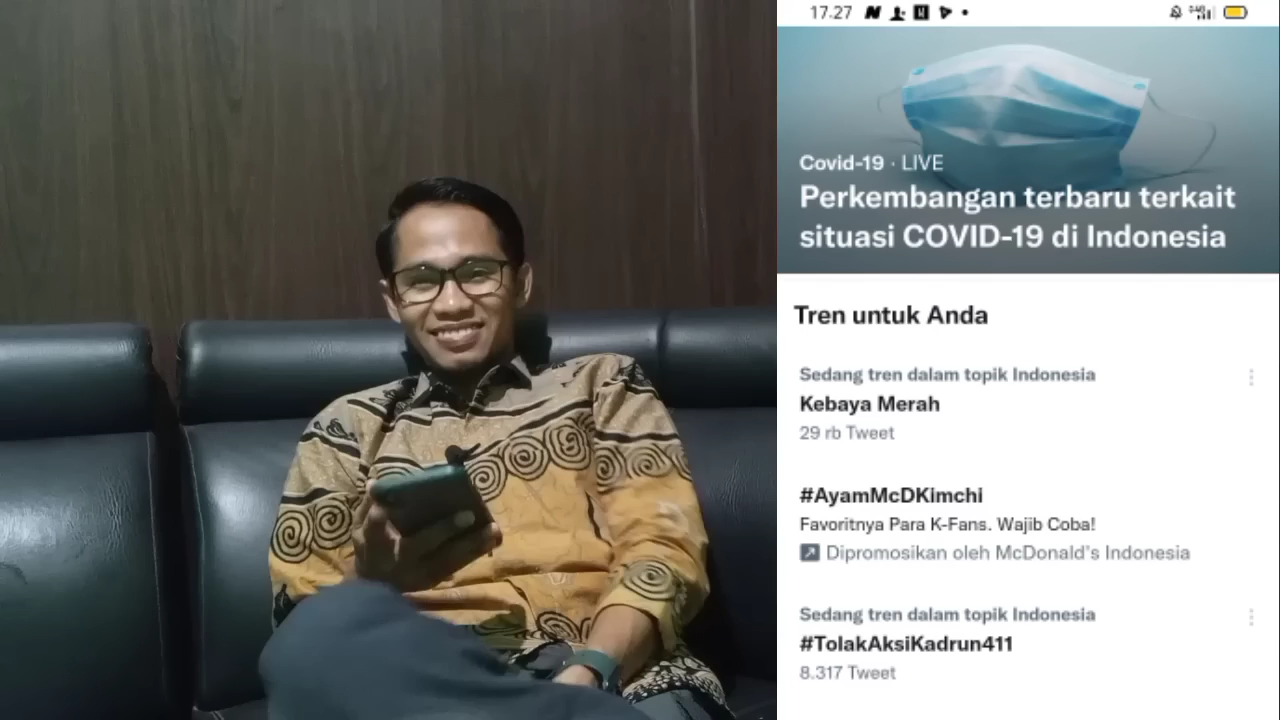 17.27
Covid-19 · LIVE
Perkembangan terbaru terkait
situasi COVID-19 di Indonesia
Tren untuk Anda
Sedang tren dalam topik Indonesia
Kebaya Merah
29 rb Tweet
#AyamMcDKimchi
Favoritnya Para K-Fans. Wajib Coba!
Dipromosikan oleh McDonald's Indonesia
Sedang tren dalam topik Indonesia
#TolakAksiKadrun411
8.317 Tweet